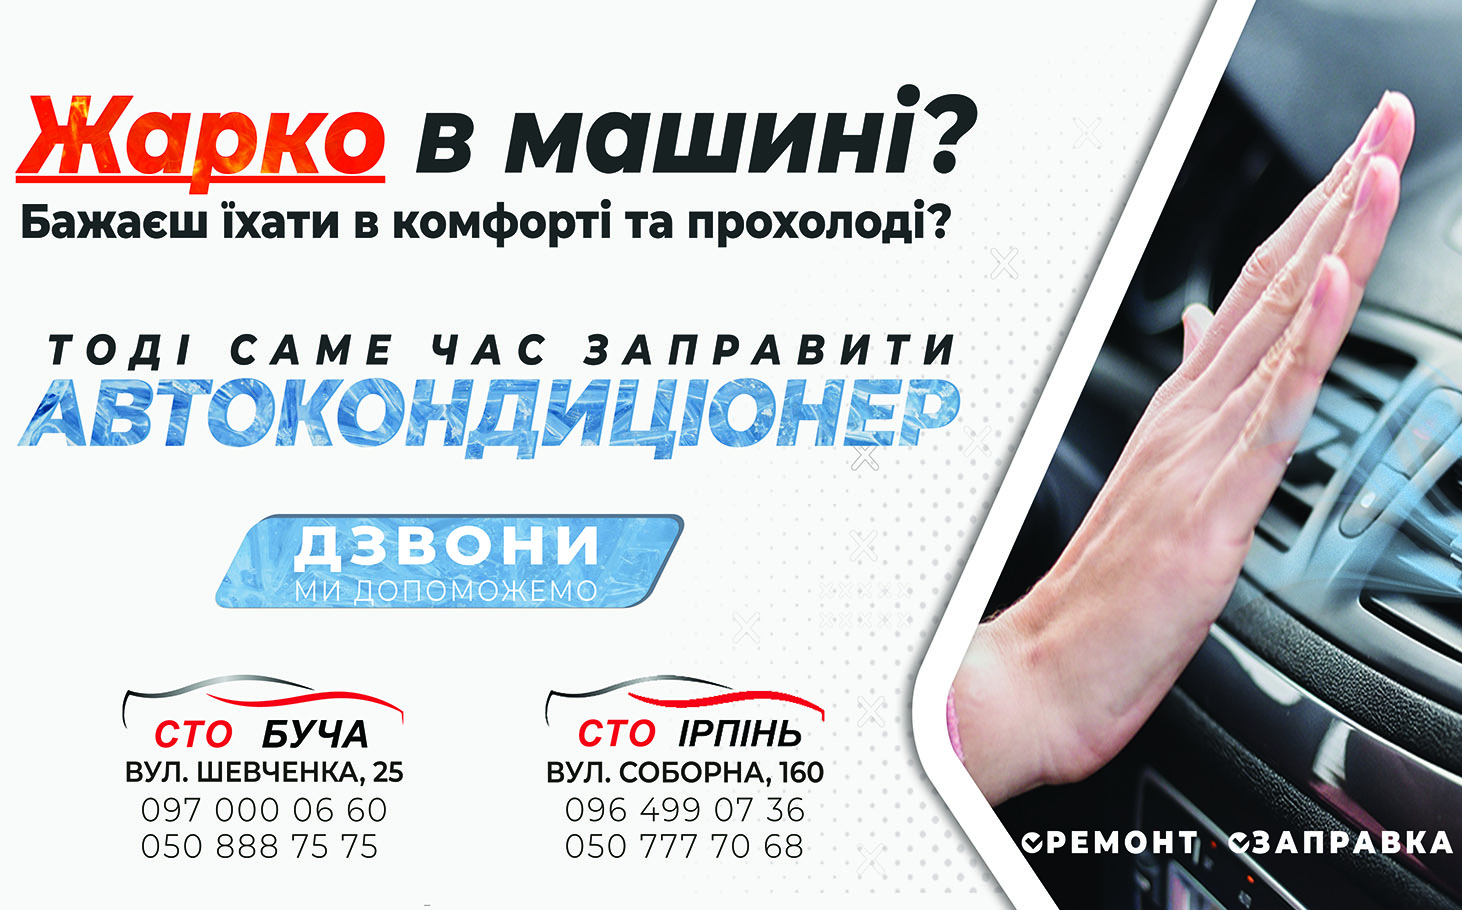 Жарко в машині?
Бажаєш їхати в комфорті та прохолоді?
ТОДІ САМЕ ЧАС ЗАПРАВИТИ
АВТОКОНДИЦІОНЕР
ДЗВОНИ
МИ ДОПОМОЖЕМО
СТО БУЧА
ВУЛ. ШЕВЧЕНКА, 25
097 000 06 60
050 888 75 75
СТО ІРПІНЬ
ВУЛ. СОБОРНА, 160
096 499 07 36
050 777 70 68
РЕМОНТ ЗАПРАВКА